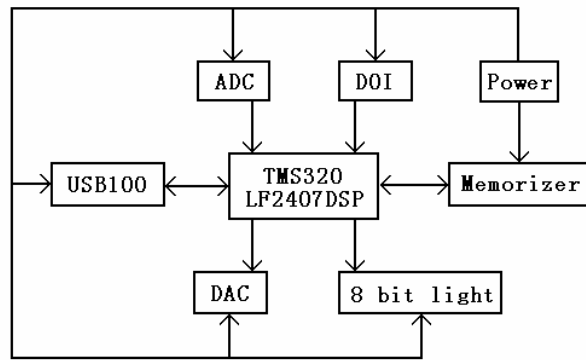 ADC
DOI
Power
USB100
TMS320
LF2407DSP
Memorizer
DAC
8 bit light